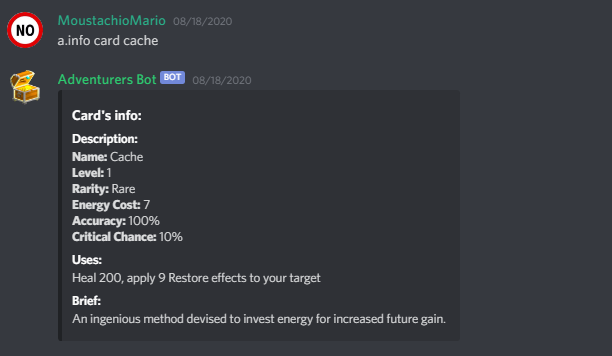 NO
MoustachioMario 08/18/2020
a.info card cache
Adventurers Bot BOT 08/18/2020
Card's info:
Description:
Name: Cache
Level: 1
Rarity: Rare
Energy Cost: 7
Accuracy: 100%
Critical Chance: 10%
Uses:
Heal 200, apply 9 Restore effects to your target
Brief:
An ingenious method devised to invest energy for increased future gain.